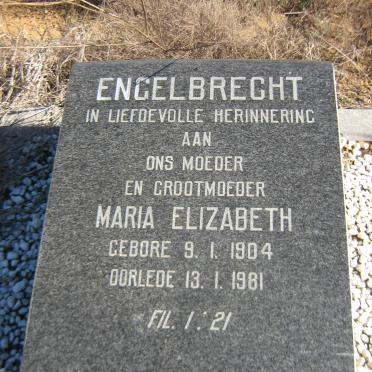 ENGELBRECHT
IN LIEFDEVOLLE HERINNERING
AAN
ONS MOEDER
EN GROOTMOEDER
MARIA ELIZABETH
GEBORE 9. 1. 1904
OORLEDE 13. 1. 1981
FIL. 1 : 21